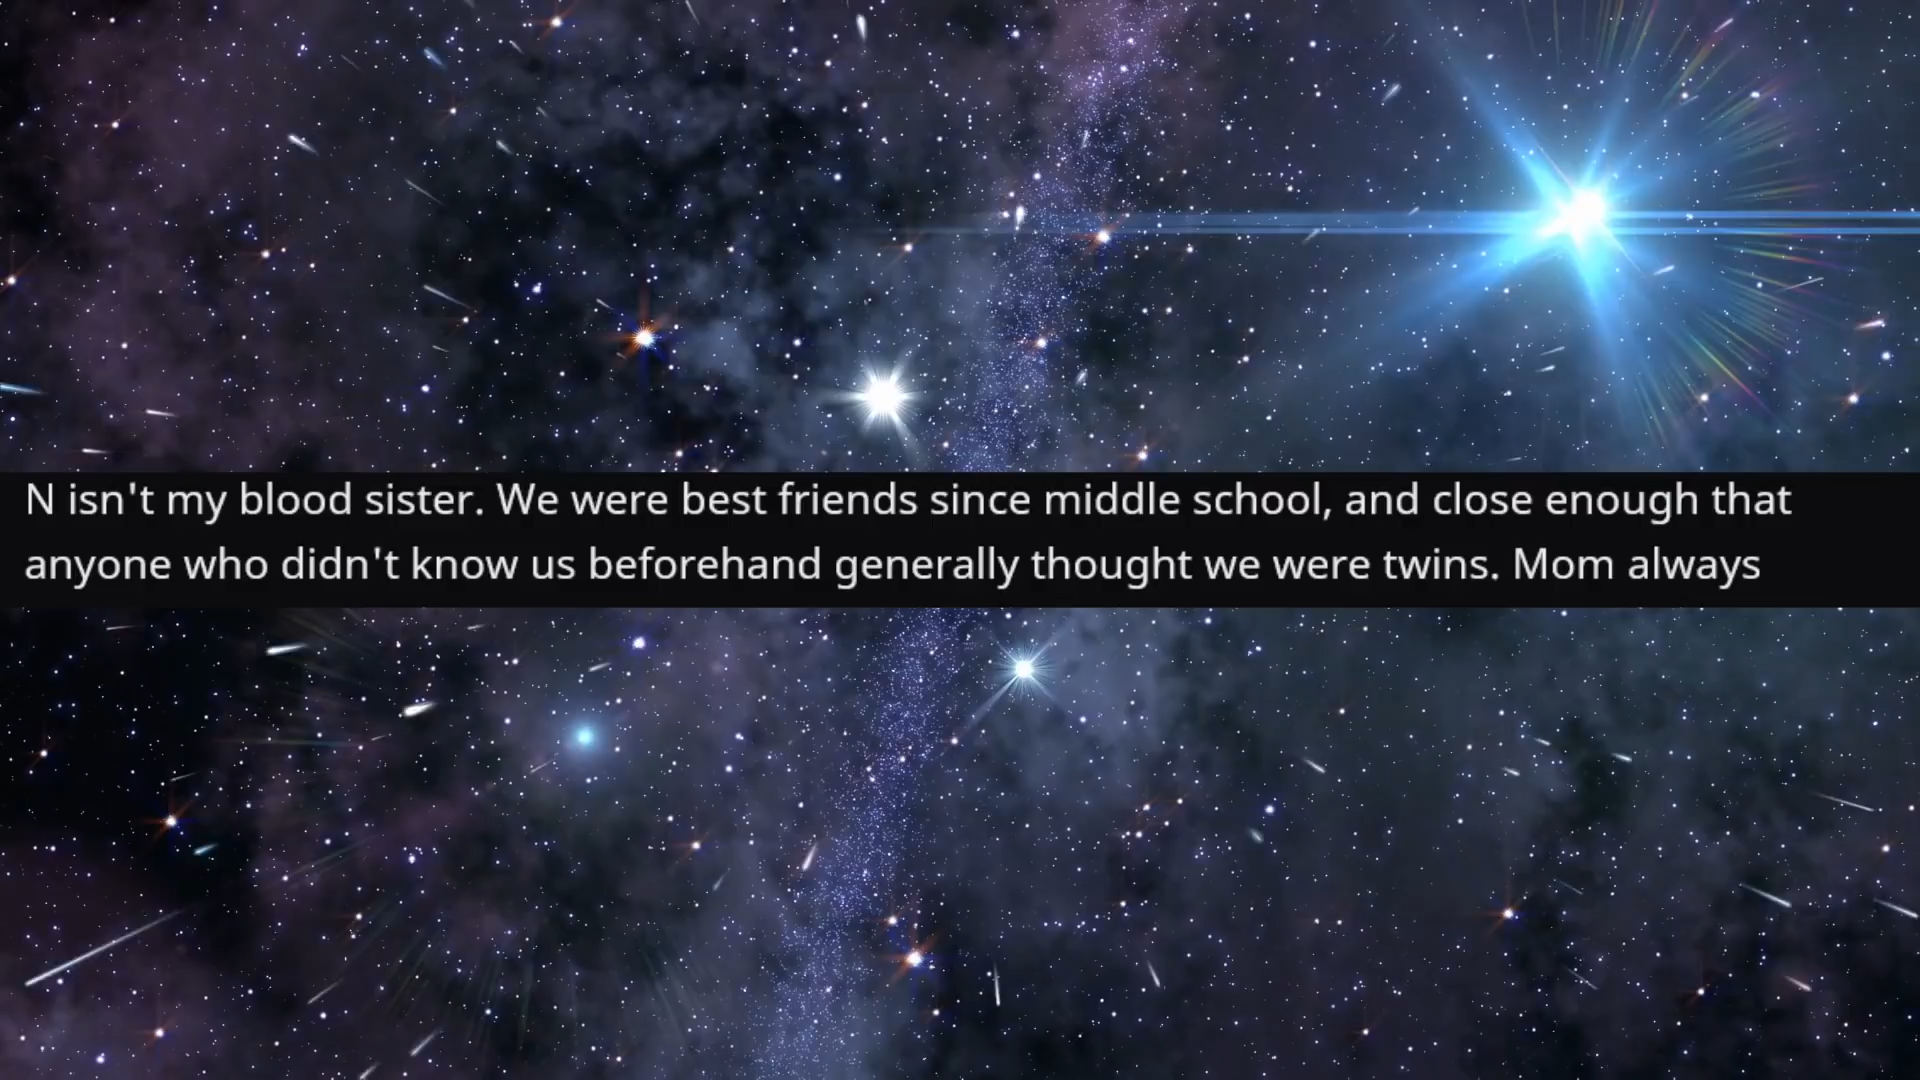 N isn't my blood sister. We were best friends since middle school, and close enough that
anyone who didn't know us beforehand generally thought we were twins. Mom always